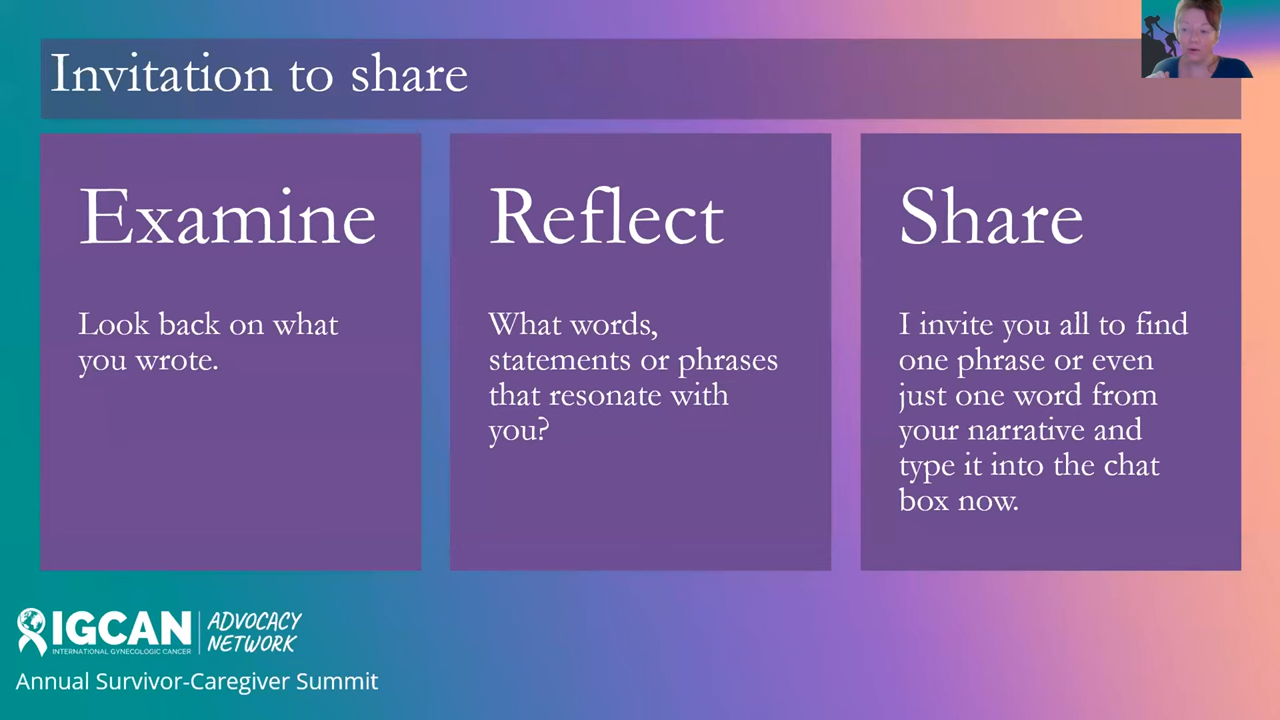 Invitation to share
Examine
Look back on what
you wrote.
Reflect
What words,
statements or phrases
that resonate with
you?
Share
I invite you all to find
one phrase or even
just one word from
your narrative and
type it into the chat
box now.
IGCAN
INTERNATIONAL GYNECOLOGIC CANCER
ADVOCACY
NETWORK
Annual Survivor-Caregiver Summit